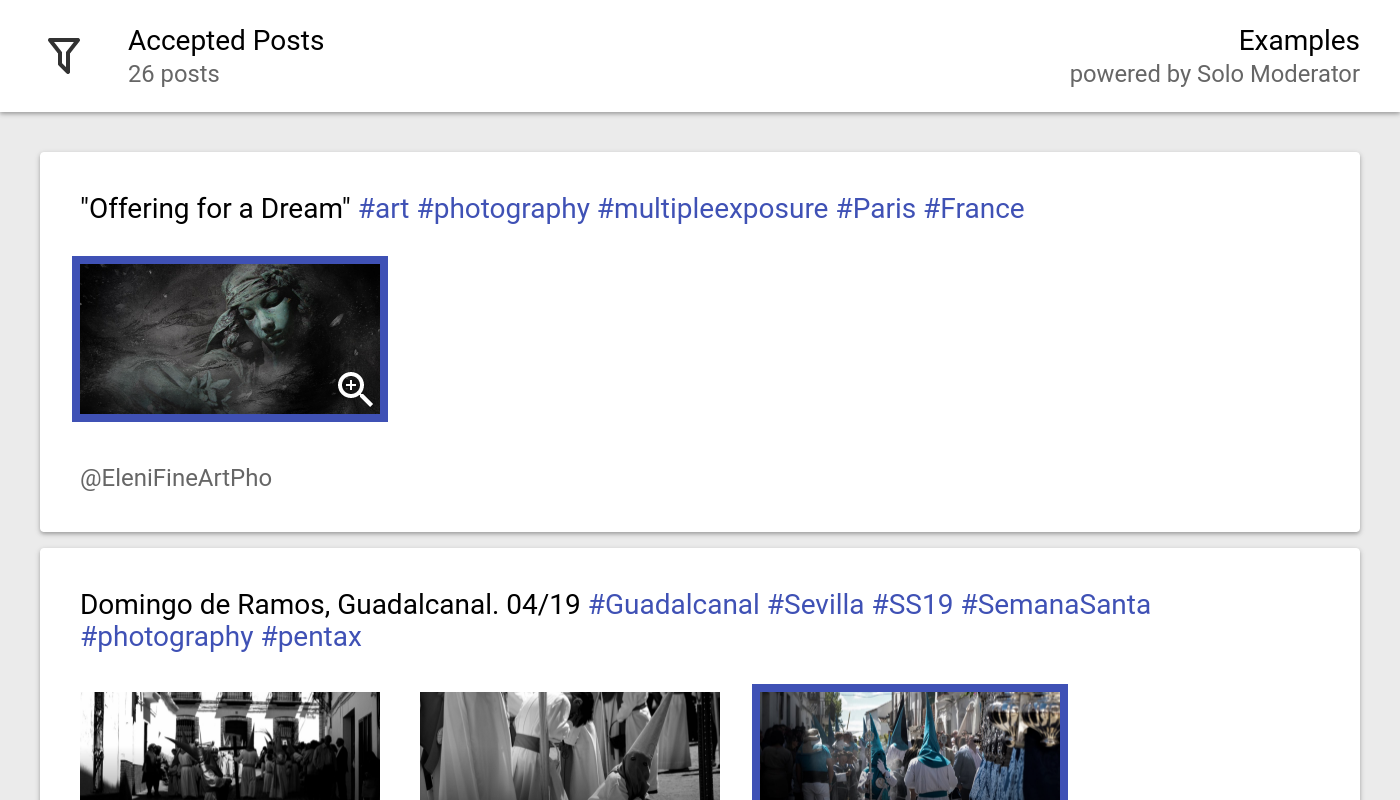 Accepted Posts
26 posts
Examples
powered by Solo Moderator
"Offering for a Dream" #art #photography #multipleexposure #Paris #France
@EleniFineArtPho
Domingo de Ramos, Guadalcanal. 04/19 #Guadalcanal #Sevilla #SS19 #SemanaSanta
#photography #pentax